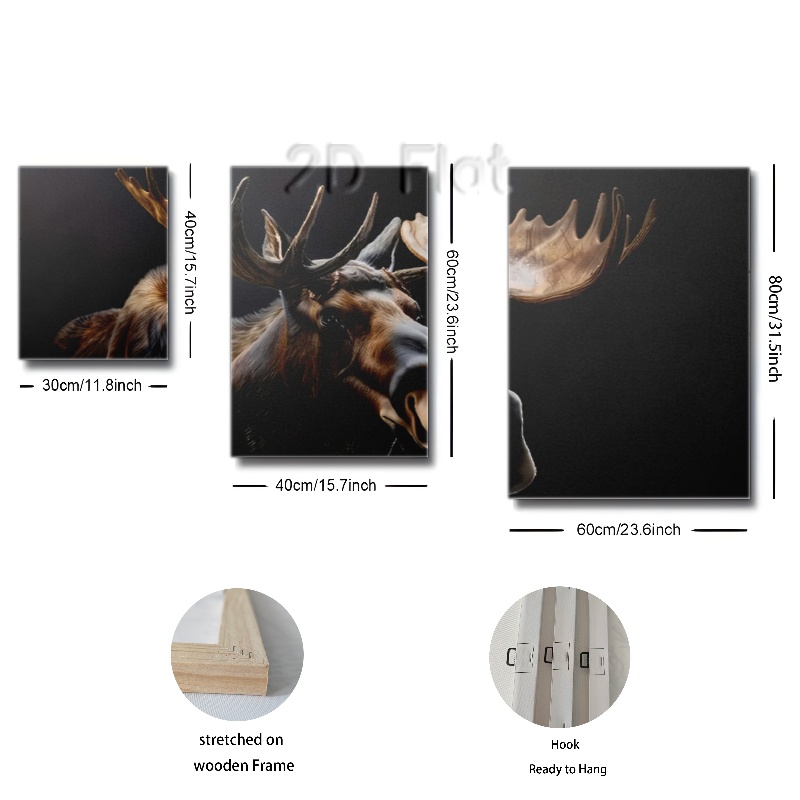 2D Flat
40cm/15.7inch
30cm/11.8inch
60cm/23.6inch
40cm/15.7inch
80cm/31.5inch
60cm/23.6inch
stretched on
wooden Frame
Hook
Ready to Hang